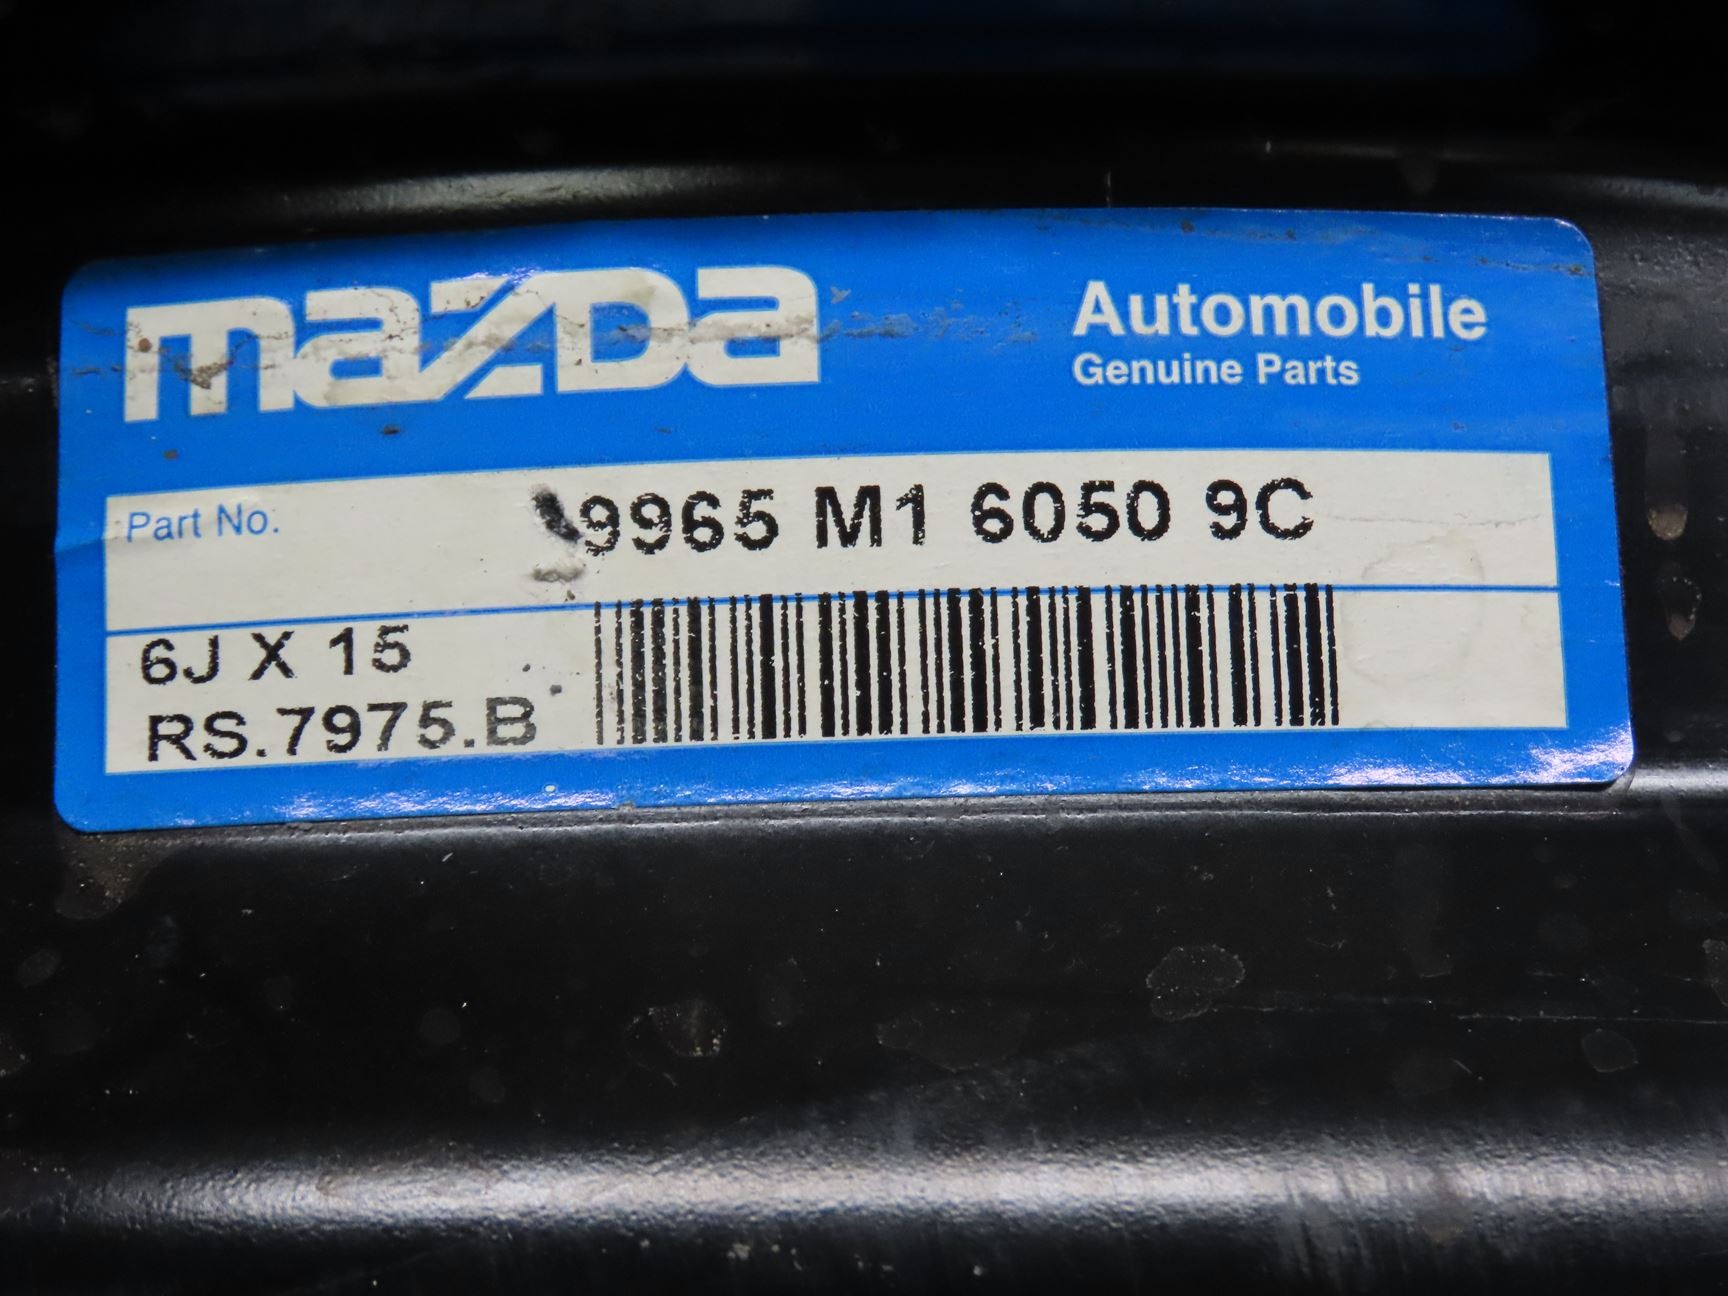 mazda
Automobile
Genuine Parts
Part No. 9965 M1 6050 9C
6J X 15
RS.7975.B